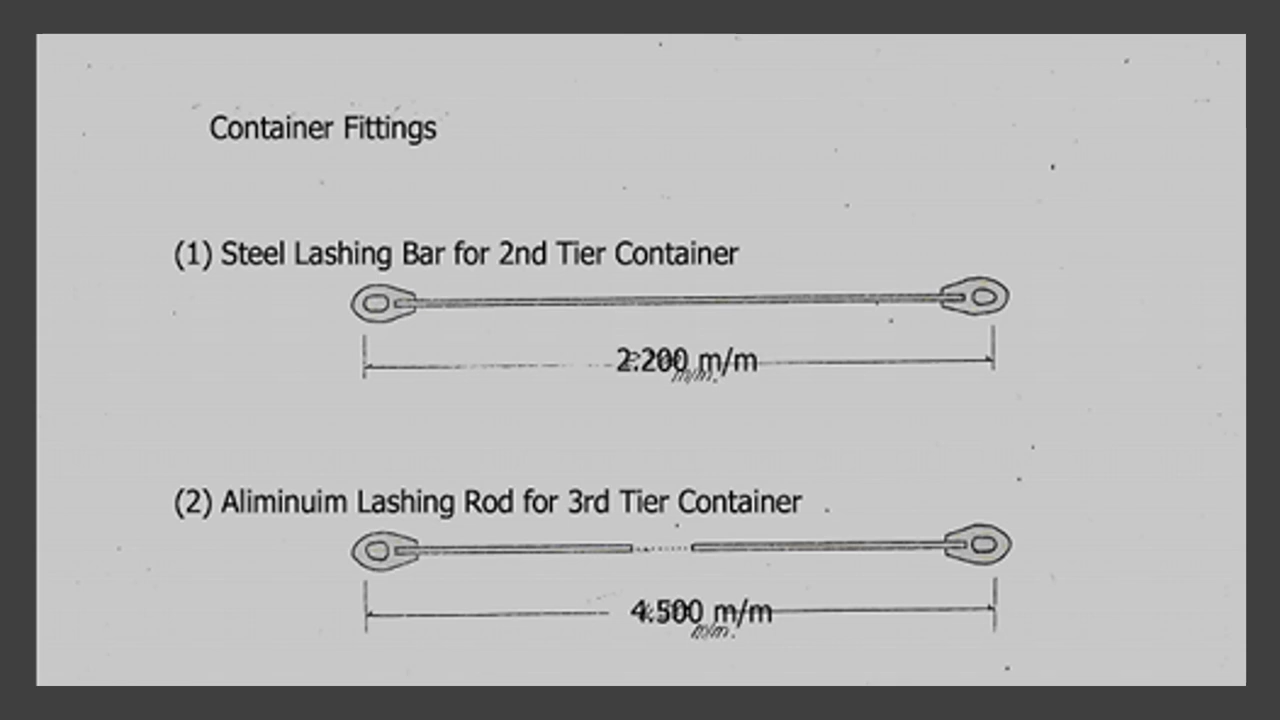 Container Fittings
(1) Steel Lashing Bar for 2nd Tier Container
2.200 m/m
m/m.
(2) Aliminuim Lashing Rod for 3rd Tier Container
4.500 m/m
m/m.